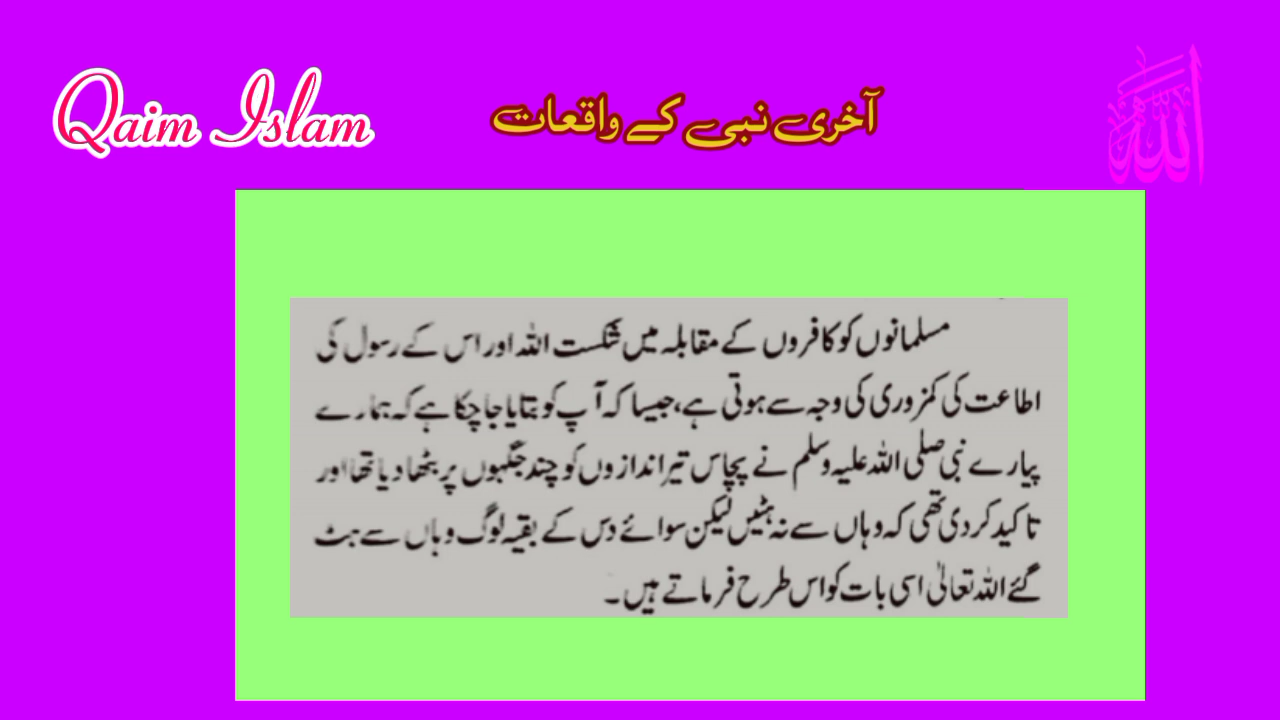 Qaim Islam
آخری نبی کے واقعات
الله
مسلمانوں کو کافروں کے مقابلہ میں شکست اللہ اور اس کے رسول کی
اطاعت کی کمزوری کی وجہ سے ہوتی ہے، جیسا کہ آپ کو بتایا جا چکا ہے کہ ہمارے
پیارے نبی صلی اللہ علیہ وسلم نے پچاس تیر اندازوں کو چند جگہوں پر بٹھا دیا تھا اور
تاکید کر دی تھی کہ وہاں سے نہ ہٹیں لیکن سوائے دس کے بقیہ لوگ وہاں سے ہٹ
گئے اللہ تعالیٰ اسی بات کو اس طرح فرماتے ہیں۔